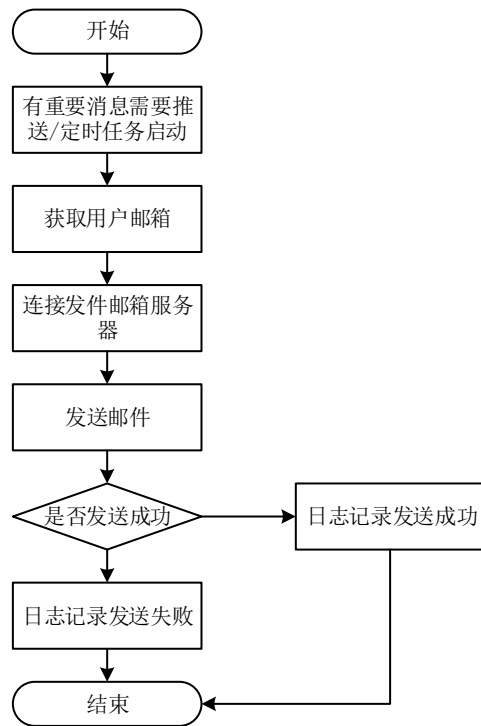 开始
有重要消息需要推
送/定时任务启动
获取用户邮箱
连接发件邮箱服务
器
发送邮件
是否发送成功
日志记录发送成功
日志记录发送失败
结束